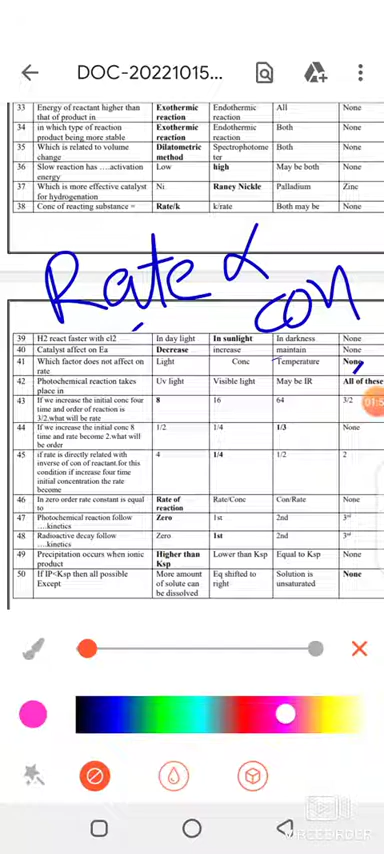 DOC-20221015...
33 Energy of reactant higher than that of product in Exothermic reaction Endothermic reaction All None
34 in which type of reaction product being more stable Exothermic reaction Endothermic reaction Both None
35 Which is related to volume change Dilatometric method Spectrophotometer Both None
36 Slow reaction has ....activation energy Low high May be both None
37 Which is more effective catalyst for hydrogenation Ni Raney Nickle Palladium Zinc
38 Conc of reacting substance = Rate/k k/rate Both may be None
Rate α con
39 H2 react faster with cl2 In day light In sunlight In darkness None
40 Catalyst affect on Ea Decrease increase maintain None
41 Which factor does not affect on rate Light Conc Temperature None
42 Photochemical reaction takes place in Uv light Visible light May be IR All of these
43 If we increase the initial conc four time and order of reaction is 3/2.what will be rate 8 16 64 3/2
44 If we increase the initial conc 8 time and rate become 2.what will be order 1/2 1/4 1/3 None
45 if rate is directly related with inverse of con of reactant.for this condition if increase four time initial concentration the rate become 4 1/4 1/2 2
46 In zero order rate constant is equal to Rate of reaction Rate/Conc Con/Rate None
47 Photochemical reaction follow ....kinetics Zero 1st 2nd 3rd
48 Radioactive decay follow ....kinetics Zero 1st 2nd 3rd
49 Precipitation occurs when ionic product Higher than Ksp Lower than Ksp Equal to Ksp None
50 If IP<Ksp then all possible Except More amount of solute can be dissolved Eq shifted to right Solution is unsaturated None